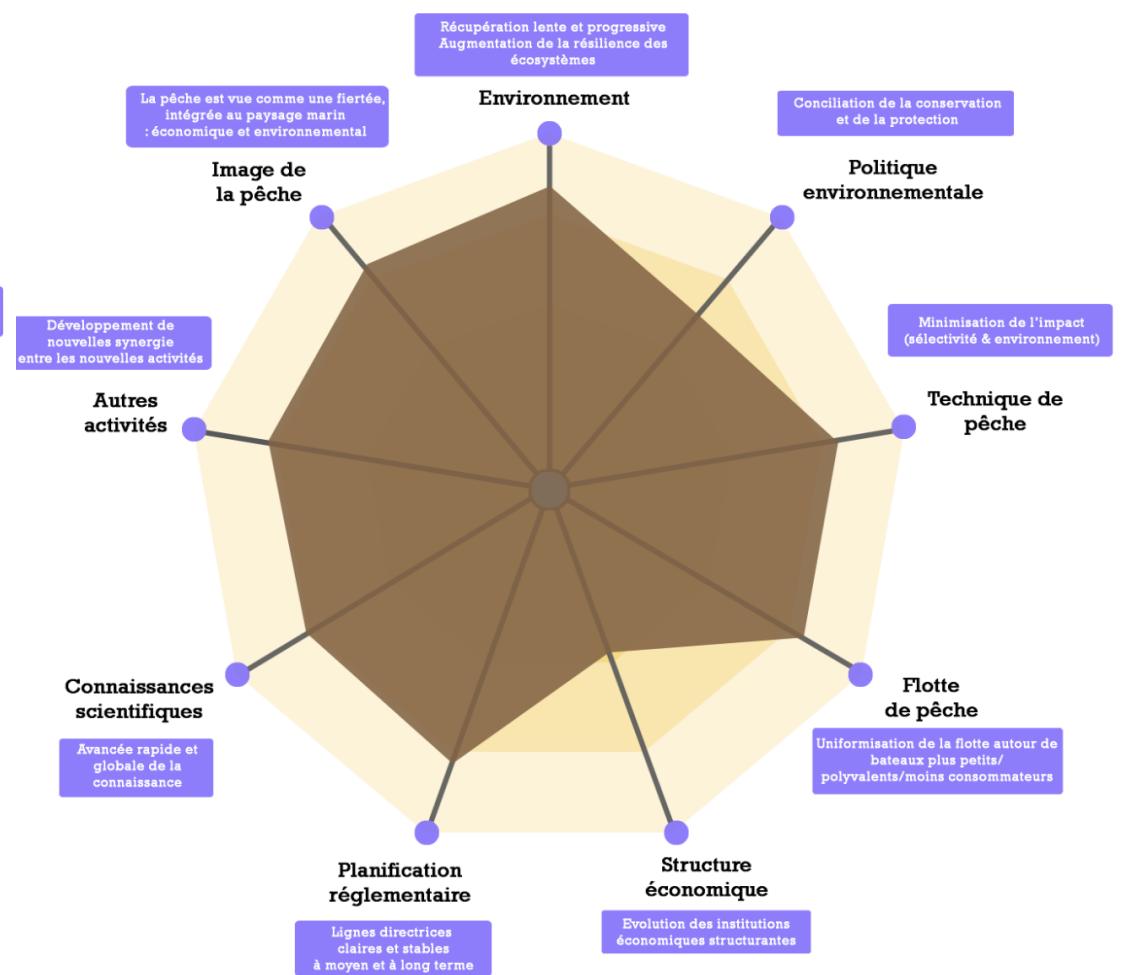 Récupération lente et progressive
Augmentation de la résilience des
écosystèmes
Environnement
Conciliation de la conservation
et de la protection
Politique
environnementale
Minimisation de l'impact
(sélectivité & environnement)
Technique de
pêche
Flotte
de pêche
Uniformisation de la flotte autour de
bateaux plus petits/
polyvalents/moins consommateurs
Structure
économique
Evolution des institutions
économiques structurantes
Planification
réglementaire
Lignes directrices
claires et stables
à moyen et à long terme
Connaissances
scientifiques
Avancée rapide et
globale de la
connaissance
Développement de
nouvelles synergie
entre les nouvelles activités
Autres
activités
La pêche est vue comme une fiertée,
intégrée au paysage marin
: économique et environnemental
Image de
la pêche